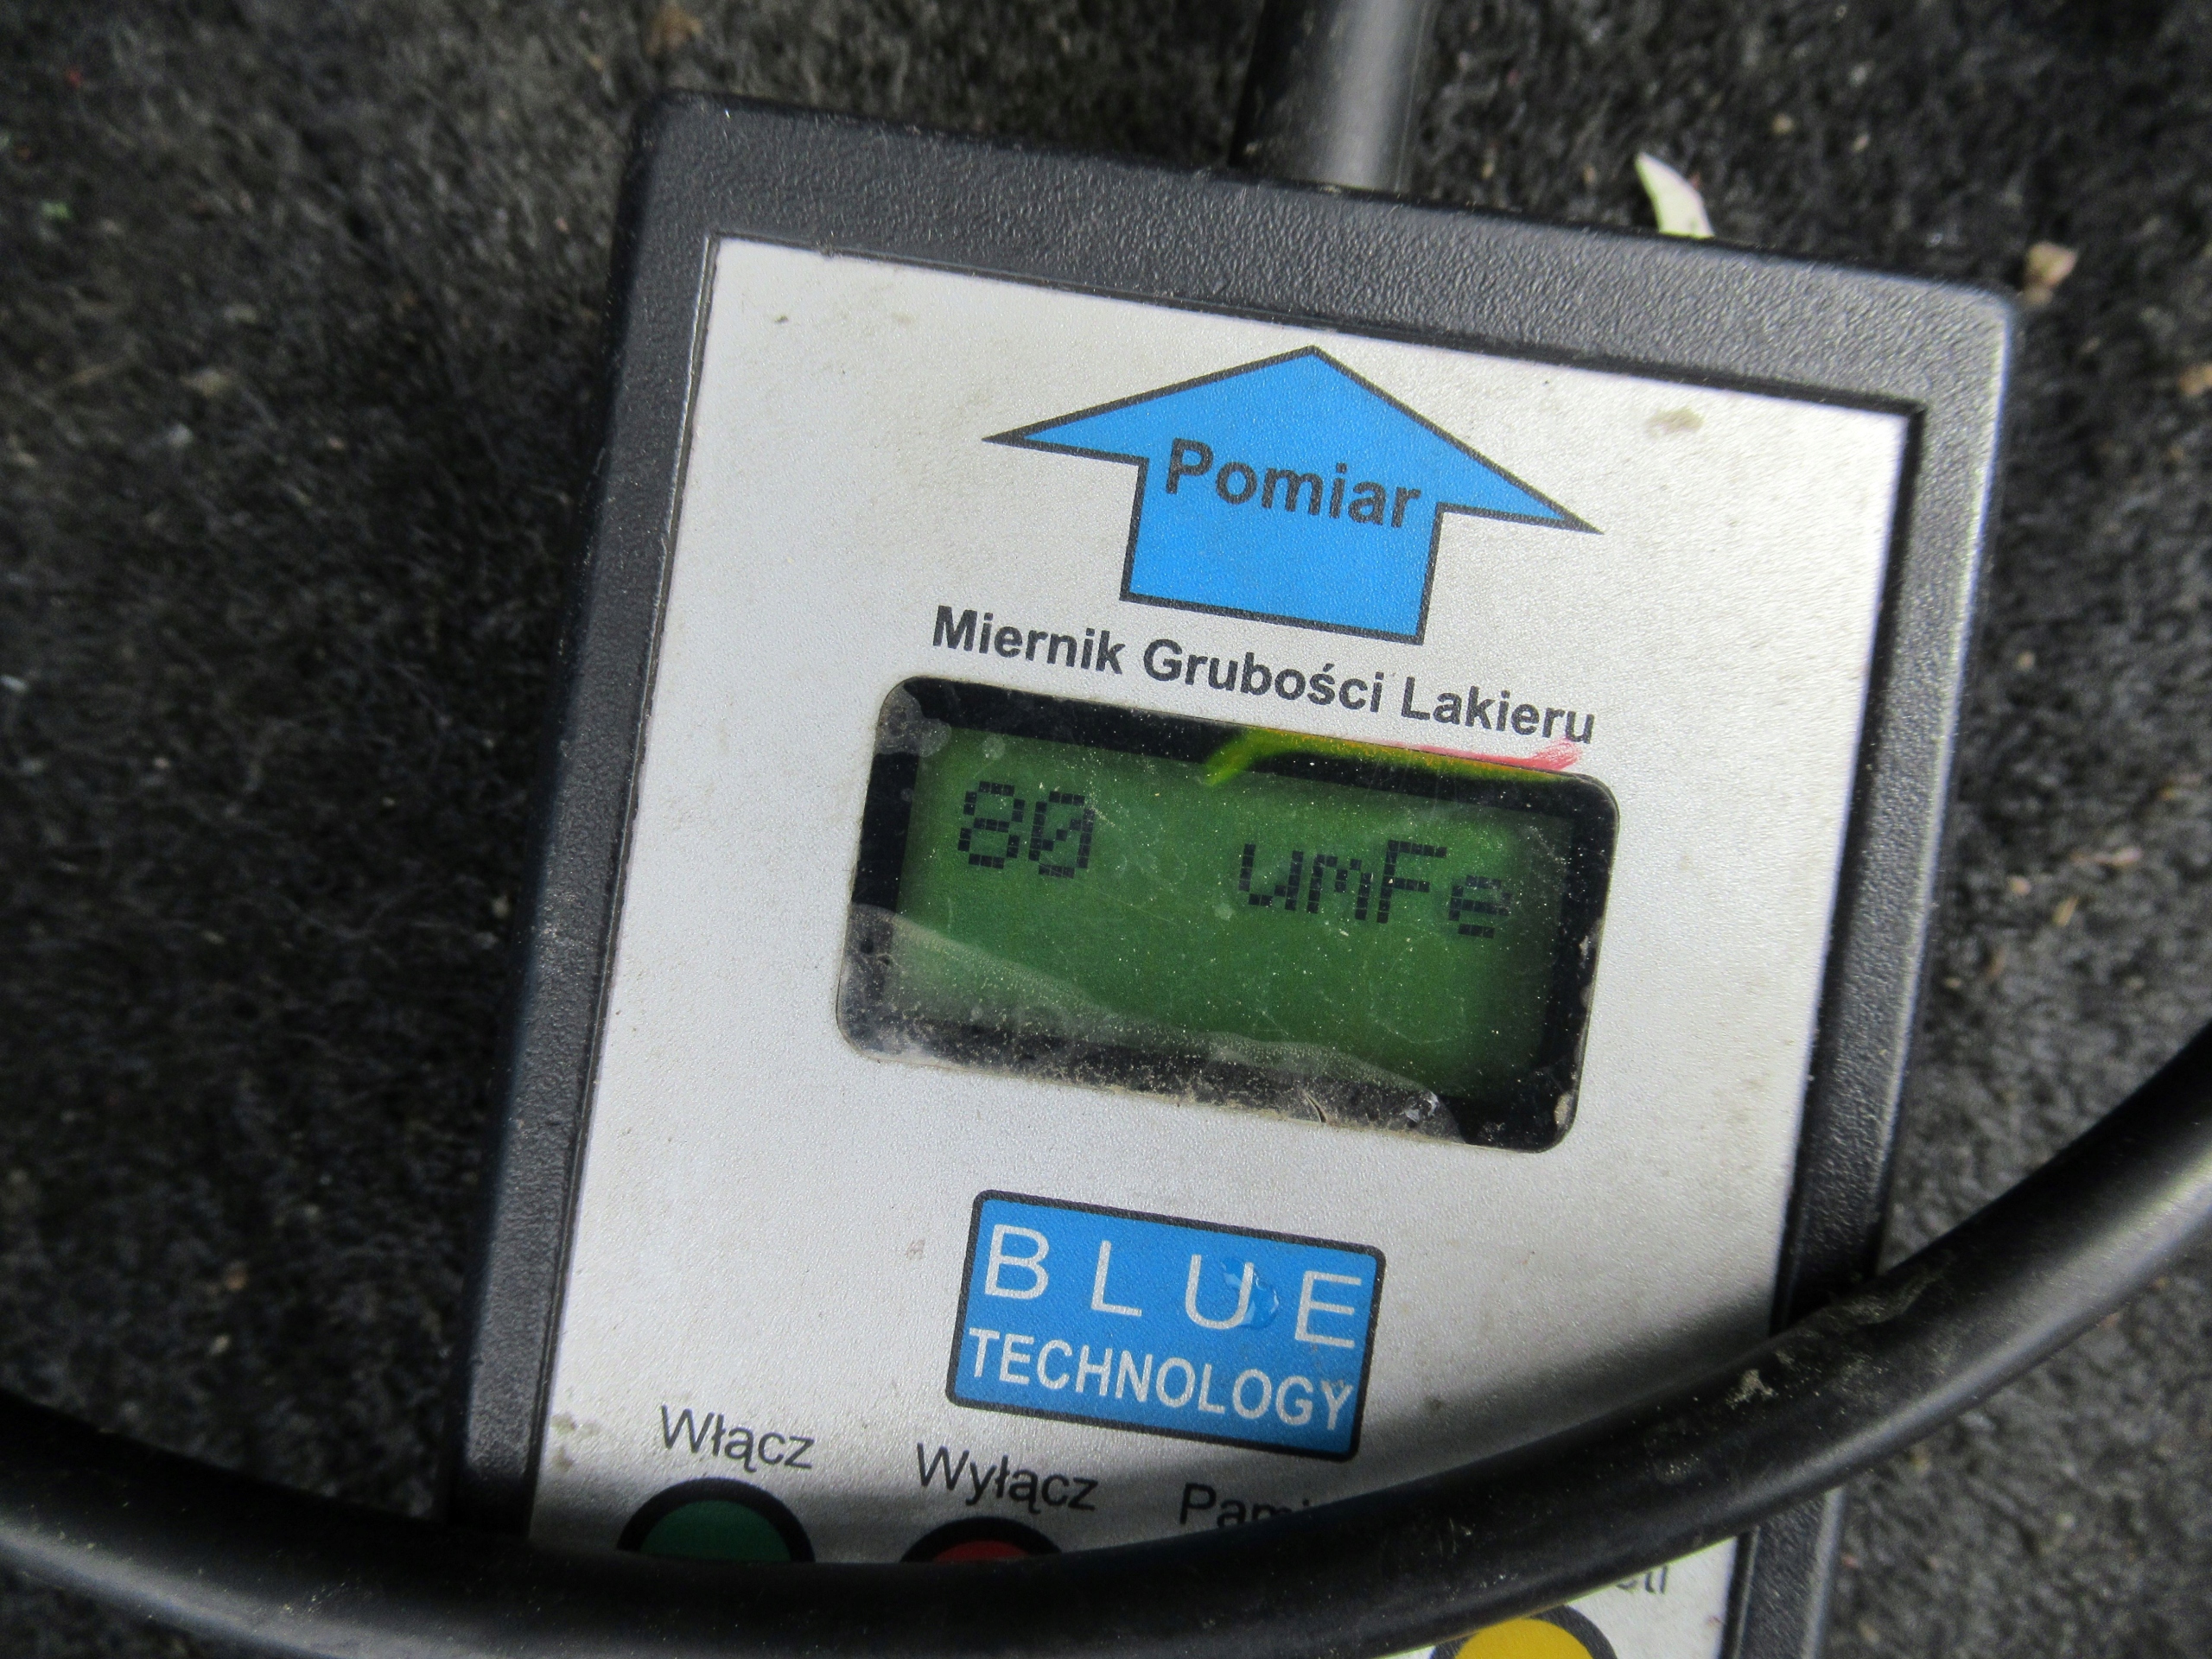 Pomiar
Miernik Grubości Lakieru
80 umFe
BLUE
TECHNOLOGY
Włącz Wyłącz